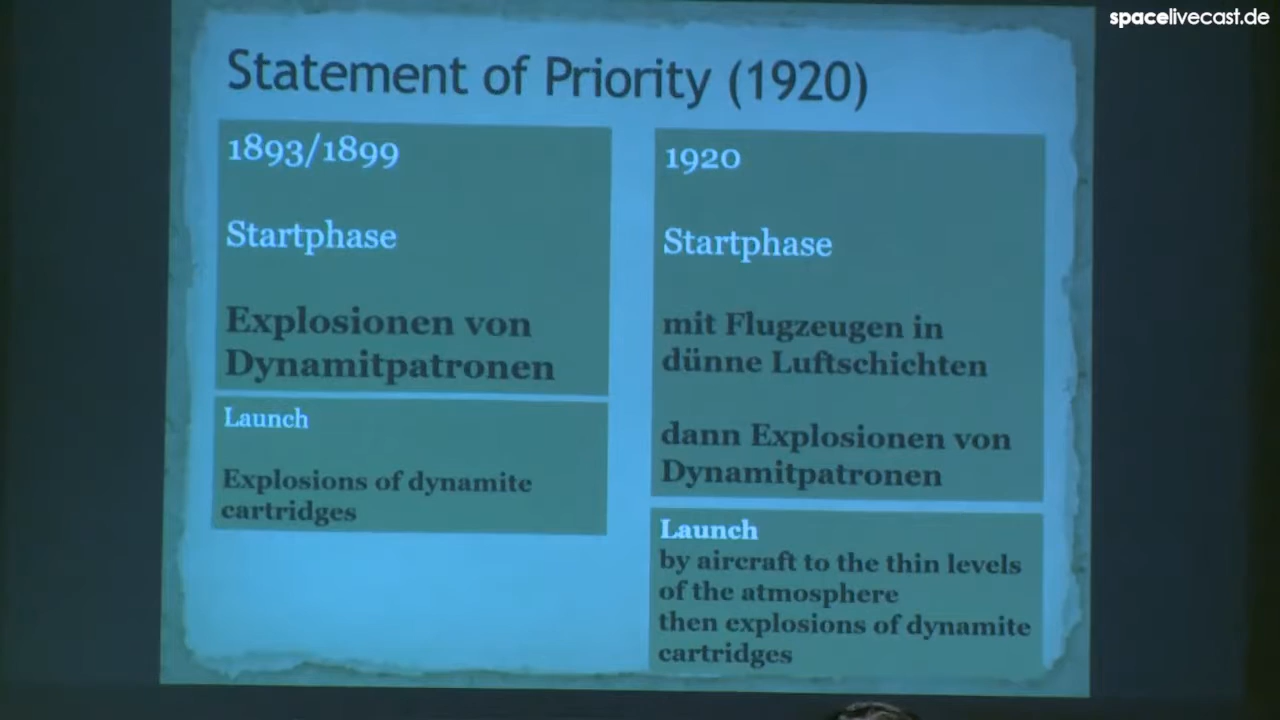 spacelivecast.de
Statement of Priority (1920)
1893/1899
Startphase
Explosionen von
Dynamitpatronen
Launch
Explosions of dynamite
cartridges
1920
Startphase
mit Flugzeugen in
dünne Luftschichten
dann Explosionen von
Dynamitpatronen
Launch
by aircraft to the thin levels
of the atmosphere
then explosions of dynamite
cartridges